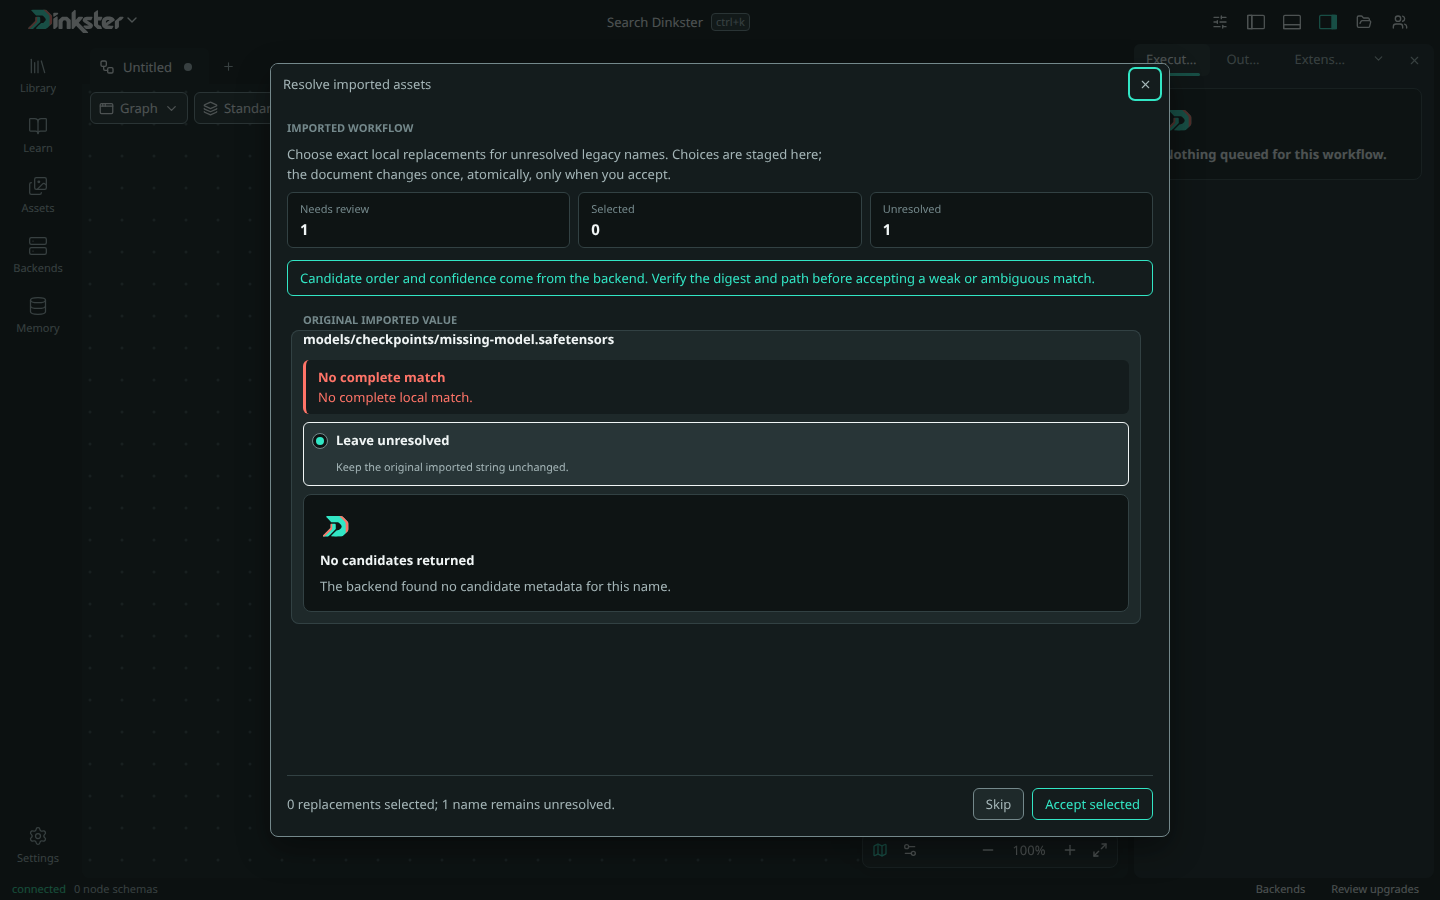 Dinkster
Search Dinkster ctrl+k
Library
Learn
Assets
Backends
Memory
Settings
Untitled
Graph
Standar
Execut...
Out...
Extens...
Nothing queued for this workflow.
Resolve imported assets
IMPORTED WORKFLOW
Choose exact local replacements for unresolved legacy names. Choices are staged here;
the document changes once, atomically, only when you accept.
Needs review
1
Selected
0
Unresolved
1
Candidate order and confidence come from the backend. Verify the digest and path before accepting a weak or ambiguous match.
ORIGINAL IMPORTED VALUE
models/checkpoints/missing-model.safetensors
No complete match
No complete local match.
Leave unresolved
Keep the original imported string unchanged.
No candidates returned
The backend found no candidate metadata for this name.
0 replacements selected; 1 name remains unresolved.
Skip
Accept selected
100%
connected 0 node schemas
Backends
Review upgrades